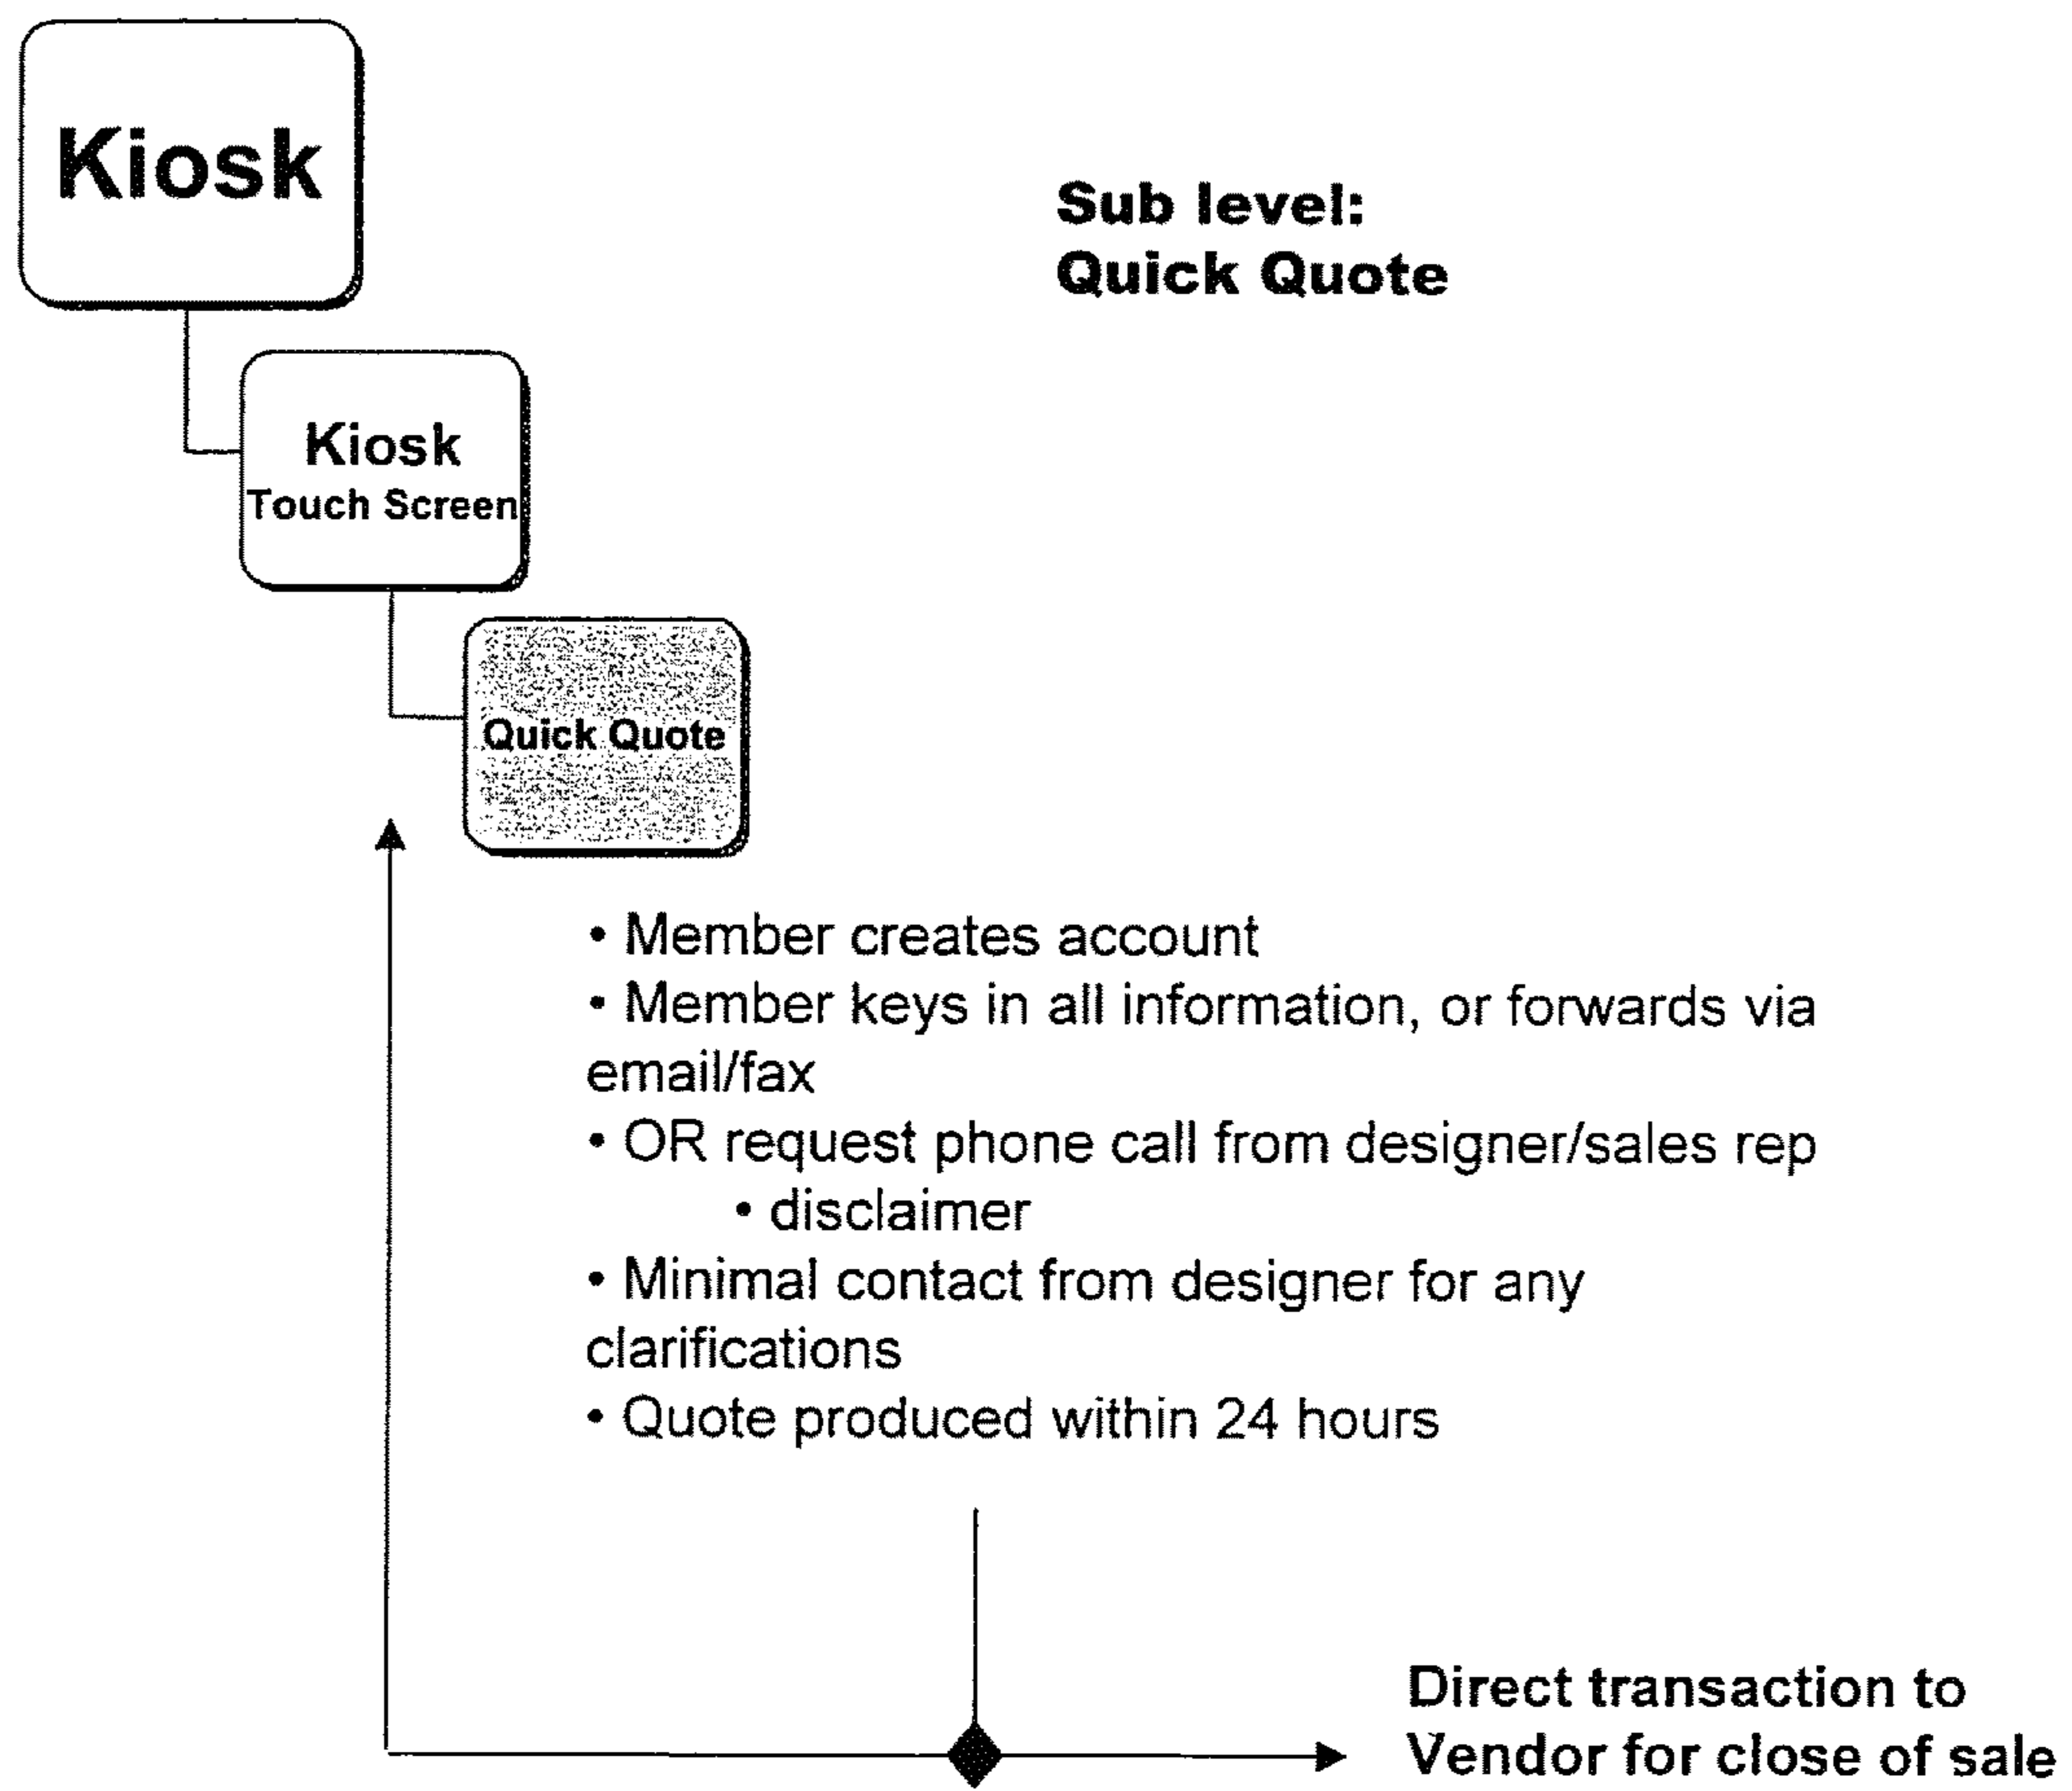 Kiosk
Sub level:
Quick Quote
Kiosk
Touch Screen
Quick Quote
• Member creates account
• Member keys in all information, or forwards via
email/fax
• OR request phone call from designer/sales rep
• disclaimer
• Minimal contact from designer for any
clarifications
• Quote produced within 24 hours
Direct transaction to
Vendor for close of sale